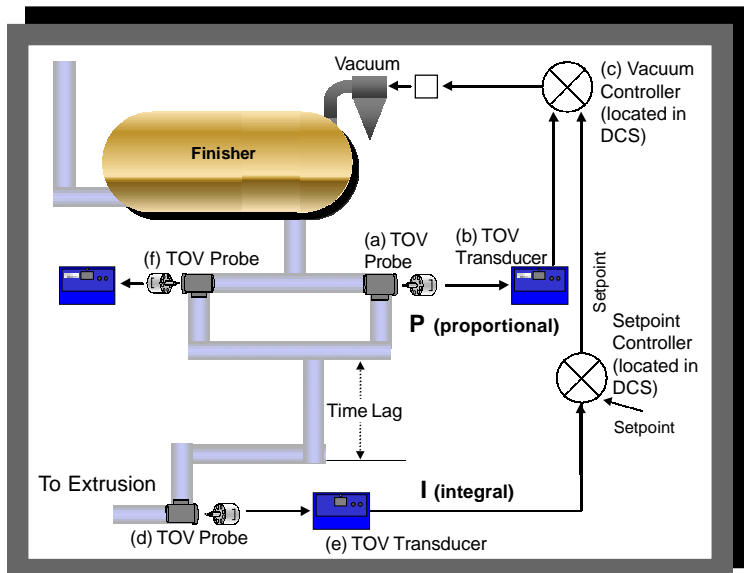 Vacuum
(c) Vacuum
Controller
(located in
DCS)
Finisher
(f) TOV Probe
(a) TOV
Probe
(b) TOV
Transducer
P (proportional)
Setpoint
Setpoint
Controller
(located in
DCS)
Setpoint
Time Lag
To Extrusion
I (integral)
(d) TOV Probe
(e) TOV Transducer